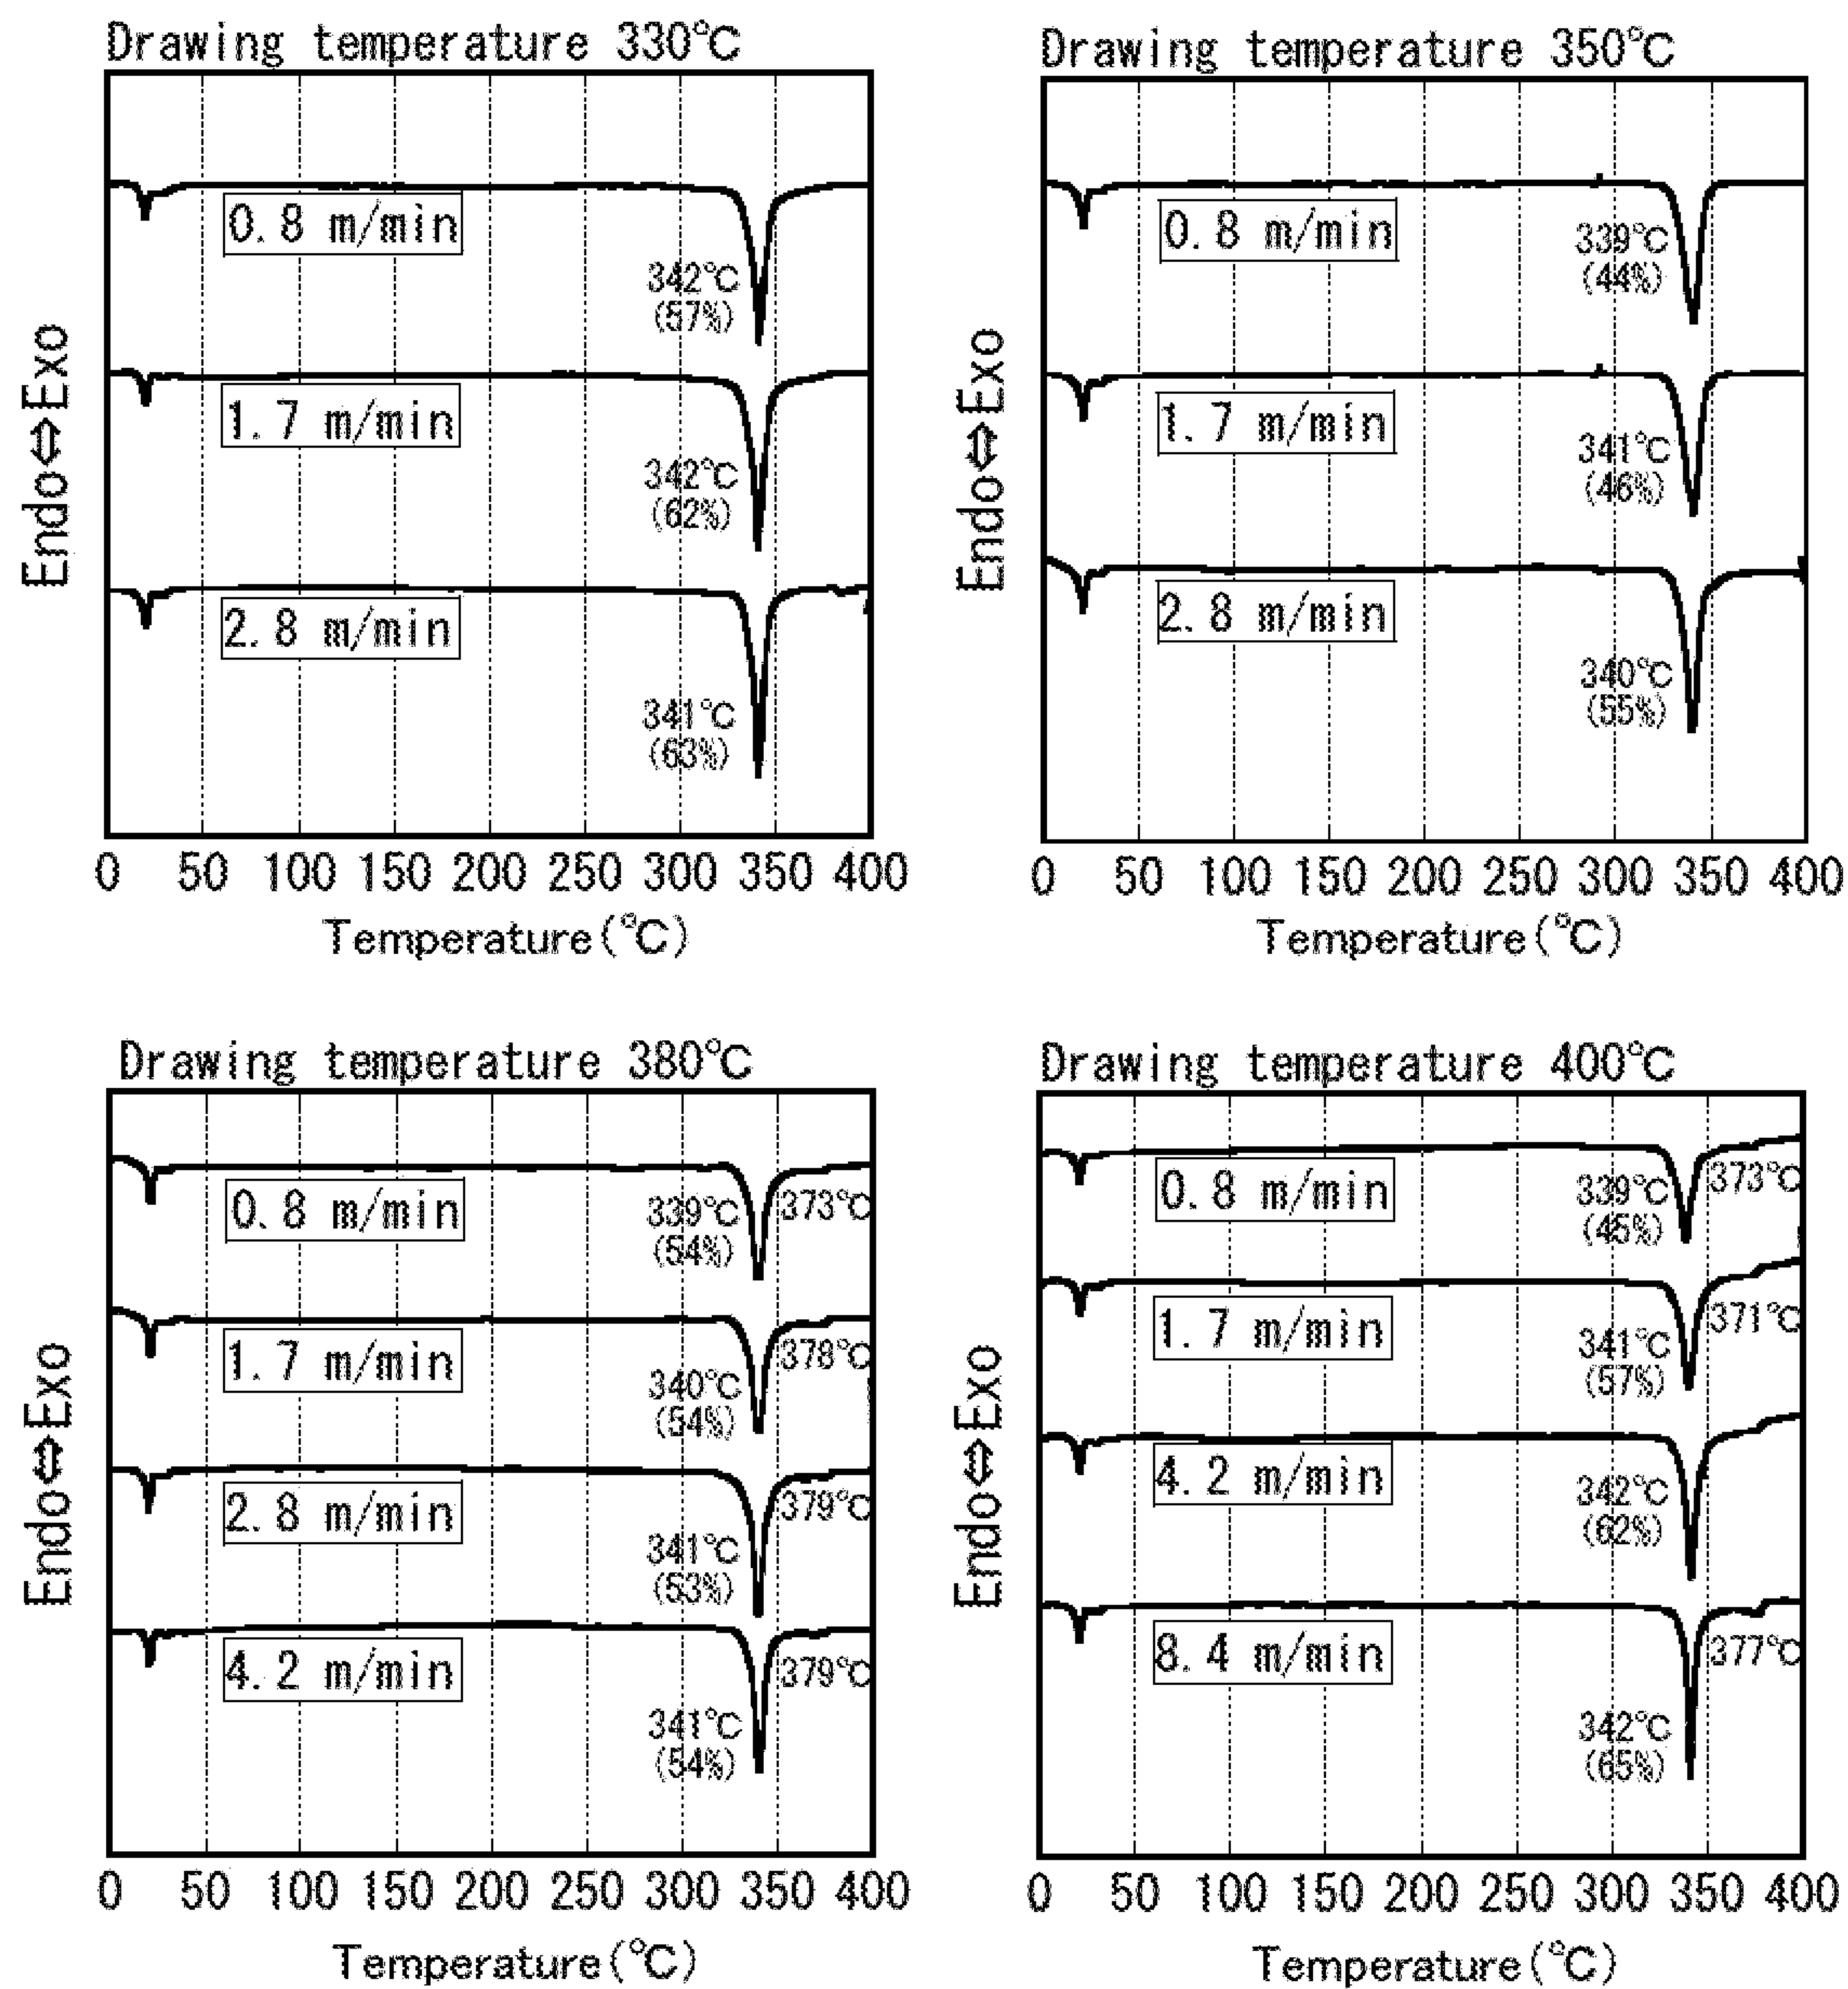 Drawing temperature 330℃
Endo⇔Exo
0.8 m/min
342℃
(57%)
1.7 m/min
342℃
(62%)
2.8 m/min
341℃
(63%)
0 50 100 150 200 250 300 350 400
Temperature(℃)
Drawing temperature 350℃
Endo⇔Exo
0.8 m/min
339℃
(44%)
1.7 m/min
341℃
(46%)
2.8 m/min
340℃
(55%)
0 50 100 150 200 250 300 350 400
Temperature(℃)
Drawing temperature 380℃
Endo⇔Exo
0.8 m/min
339℃
(54%)
373℃
1.7 m/min
340℃
(54%)
378℃
2.8 m/min
341℃
(53%)
379℃
4.2 m/min
341℃
(54%)
379℃
0 50 100 150 200 250 300 350 400
Temperature(℃)
Drawing temperature 400℃
Endo⇔Exo
0.8 m/min
339℃
(45%)
373℃
1.7 m/min
341℃
(57%)
371℃
4.2 m/min
342℃
(62%)
8.4 m/min
342℃
(65%)
377℃
0 50 100 150 200 250 300 350 400
Temperature(℃)